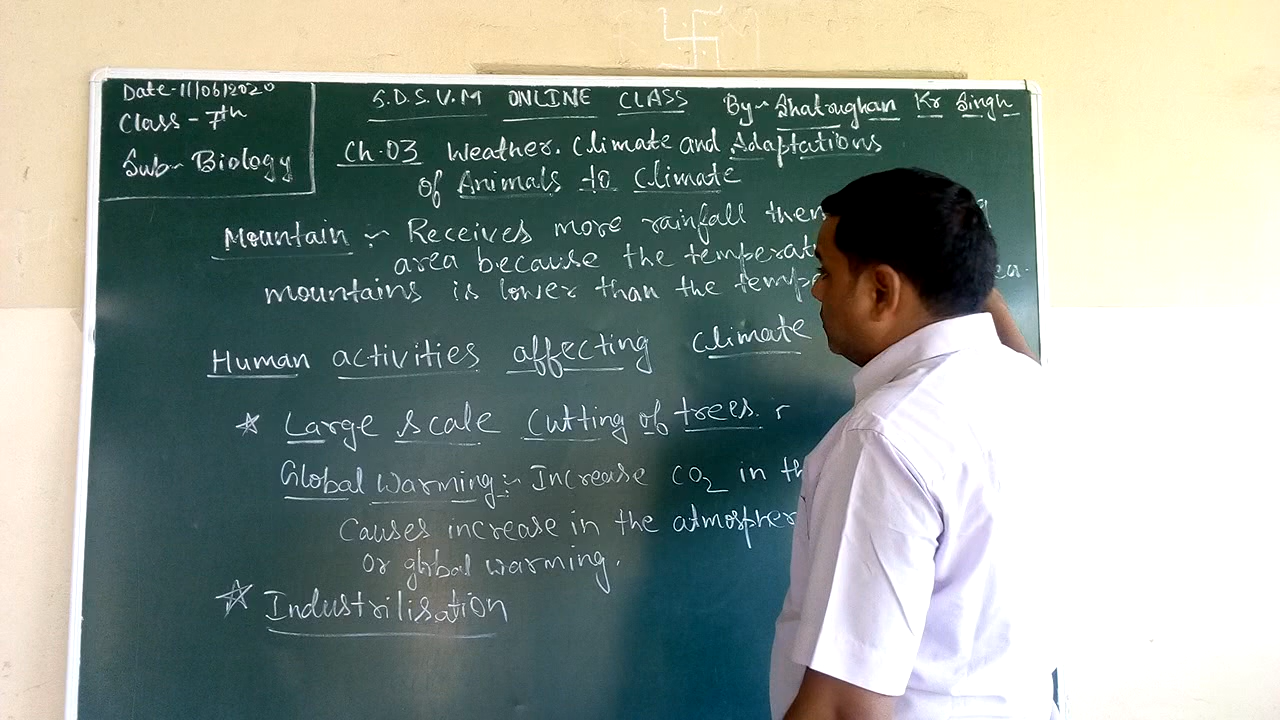 Date-11/06/2020
Class - 7th
Sub- Biology
S.D.S.V.M ONLINE CLASS By- Shatrughan Kr Singh
Ch-03 Weather. Climate and Adaptations
of Animals to Climate
Mountain :- Receives more rainfall then
area because the temperat
mountains is lower than the tempe ea.
Human activities affecting climate
* Large scale cutting of trees.
Global warming :- Increase CO2 in th
Causes increase in the atmospher
Or global warming.
* Industrilisation